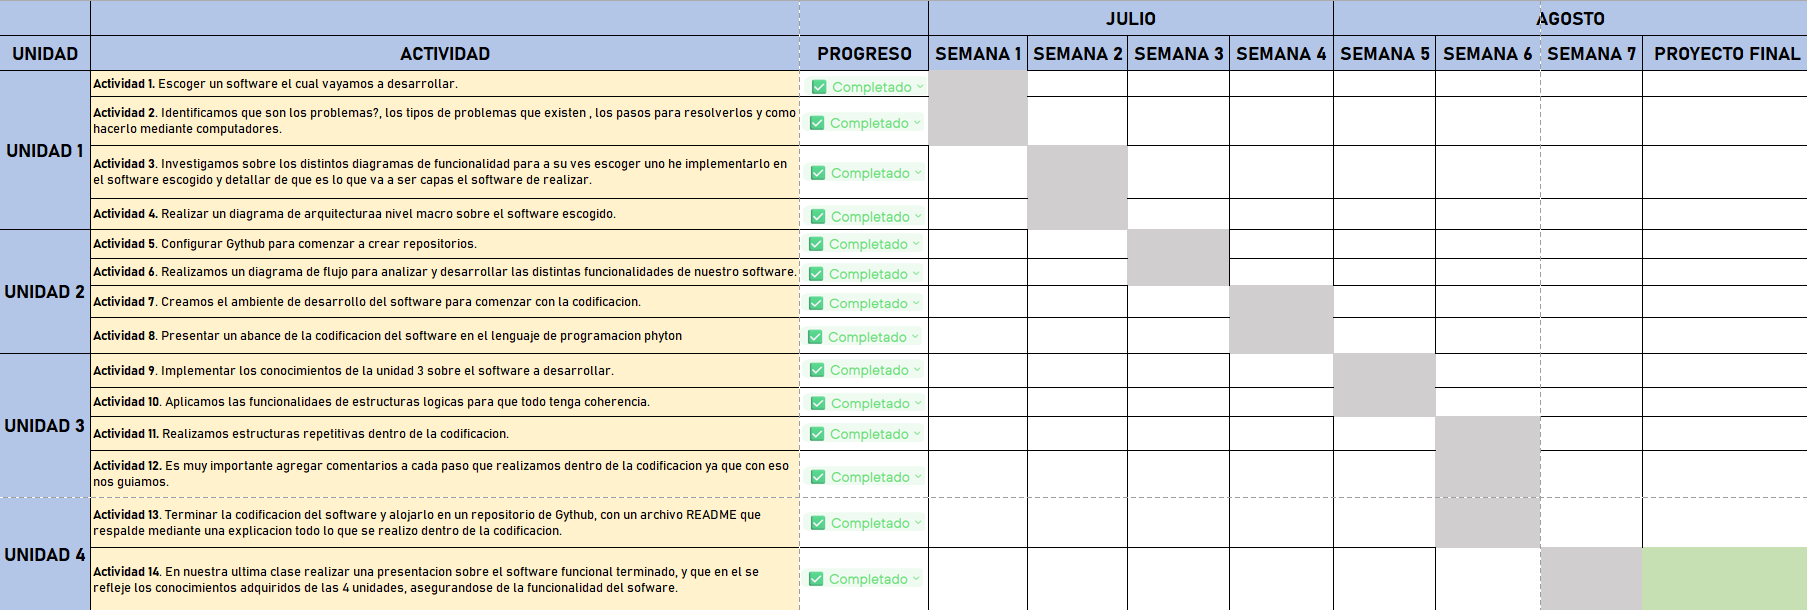 JULIO AGOSTO
UNIDAD ACTIVIDAD PROGRESO SEMANA 1 SEMANA 2 SEMANA 3 SEMANA 4 SEMANA 5 SEMANA 6 SEMANA 7 PROYECTO FINAL
UNIDAD 1
Actividad 1. Escoger un software el cual vayamos a desarrollar.
Completado
Actividad 2. Identificamos que son los problemas?, los tipos de problemas que existen , los pasos para resolverlos y como
hacerlo mediante computadores.
Completado
Actividad 3. Investigamos sobre los distintos diagramas de funcionalidad para a su ves escoger uno he implementarlo en
el software escogido y detallar de que es lo que va a ser capas el software de realizar.
Completado
Actividad 4. Realizar un diagrama de arquitecturaa nivel macro sobre el software escogido.
Completado
UNIDAD 2
Actividad 5. Configurar Gythub para comenzar a crear repositorios.
Completado
Actividad 6. Realizamos un diagrama de flujo para analizar y desarrollar las distintas funcionalidades de nuestro software.
Completado
Actividad 7. Creamos el ambiente de desarrollo del software para comenzar con la codificacion.
Completado
Actividad 8. Presentar un abance de la codificacion del software en el lenguaje de programacion phyton
Completado
UNIDAD 3
Actividad 9. Implementar los conocimientos de la unidad 3 sobre el software a desarrollar.
Completado
Actividad 10. Aplicamos las funcionalidaes de estructuras logicas para que todo tenga coherencia.
Completado
Actividad 11. Realizamos estructuras repetitivas dentro de la codificacion.
Completado
Actividad 12. Es muy importante agregar comentarios a cada paso que realizamos dentro de la codificacion ya que con eso
nos guiamos.
Completado
UNIDAD 4
Actividad 13. Terminar la codificacion del software y alojarlo en un repositorio de Gythub, con un archivo README que
respalde mediante una explicacion todo lo que se realizo dentro de la codificacion.
Completado
Actividad 14. En nuestra ultima clase realizar una presentacion sobre el software funcional terminado, y que en el se
refleje los conocimientos adquiridos de las 4 unidades, asegurandose de la funcionalidad del sofware.
Completado